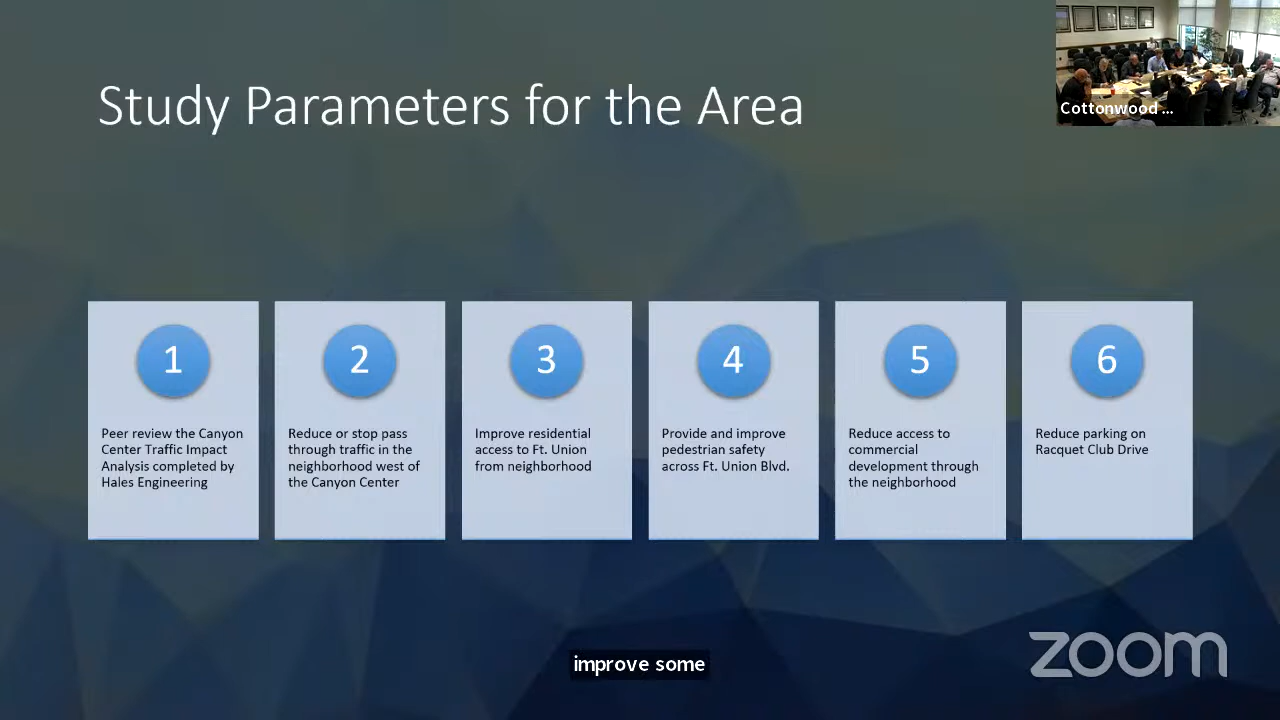 Study Parameters for the Area
Cottonwood ...
1
Peer review the Canyon
Center Traffic Impact
Analysis completed by
Hales Engineering
2
Reduce or stop pass
through traffic in the
neighborhood west of
the Canyon Center
3
Improve residential
access to Ft. Union
from neighborhood
4
Provide and improve
pedestrian safety
across Ft. Union Blvd.
5
Reduce access to
commercial
development through
the neighborhood
6
Reduce parking on
Racquet Club Drive
improve some
zoom